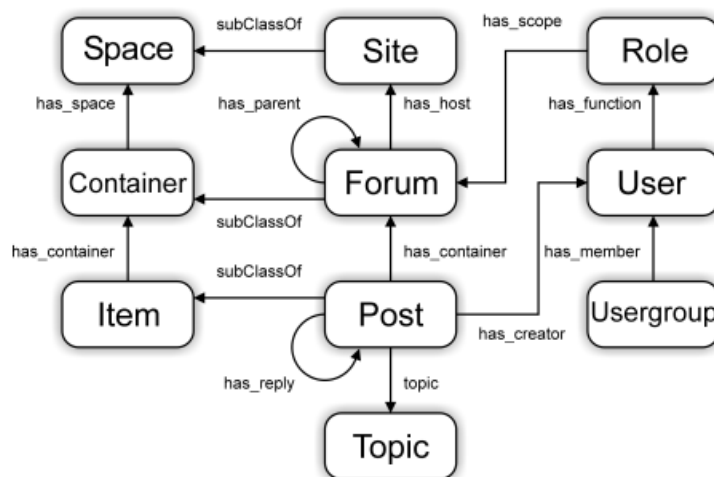 subClassOf
has_scope
Space
Site
Role
has_space
has_parent
has_host
has_function
Container
Forum
User
subClassOf
has_container
has_container
has_member
subClassOf
Item
Post
Usergroup
has_creator
has_reply
topic
Topic